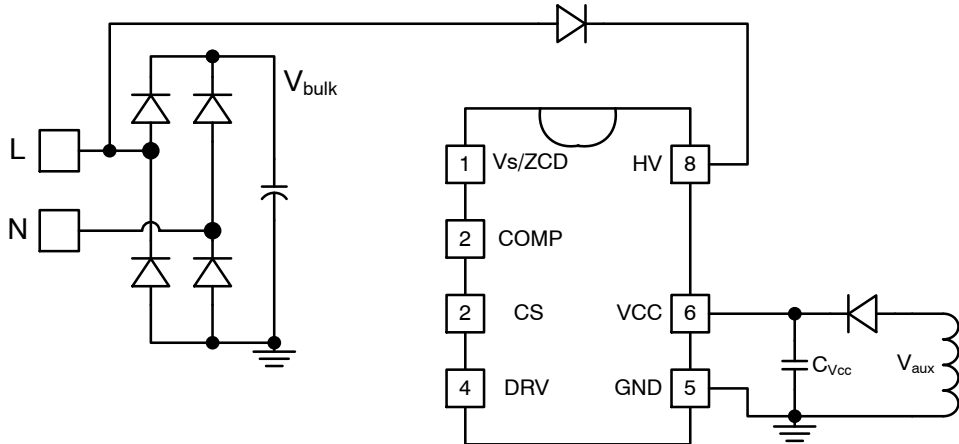 V_bulk
L
N
1 Vs/ZCD
HV 8
2 COMP
2 CS
VCC 6
4 DRV
GND 5
C_Vcc
V_aux